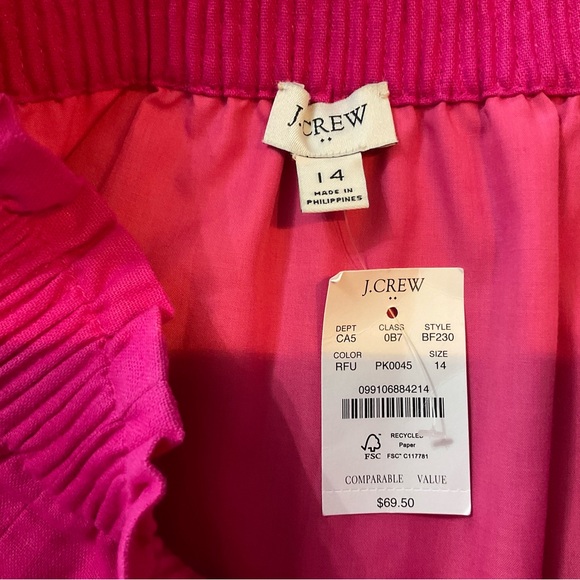 J.CREW
14
MADE IN
PHILIPPINES
J.CREW
DEPT CLASS STYLE
CA5 0B7 BF230
COLOR SIZE
RFU PK0045 14
099106884214
RECYCLED
Paper
FSC FSC® C117781
COMPARABLE VALUE
$69.50